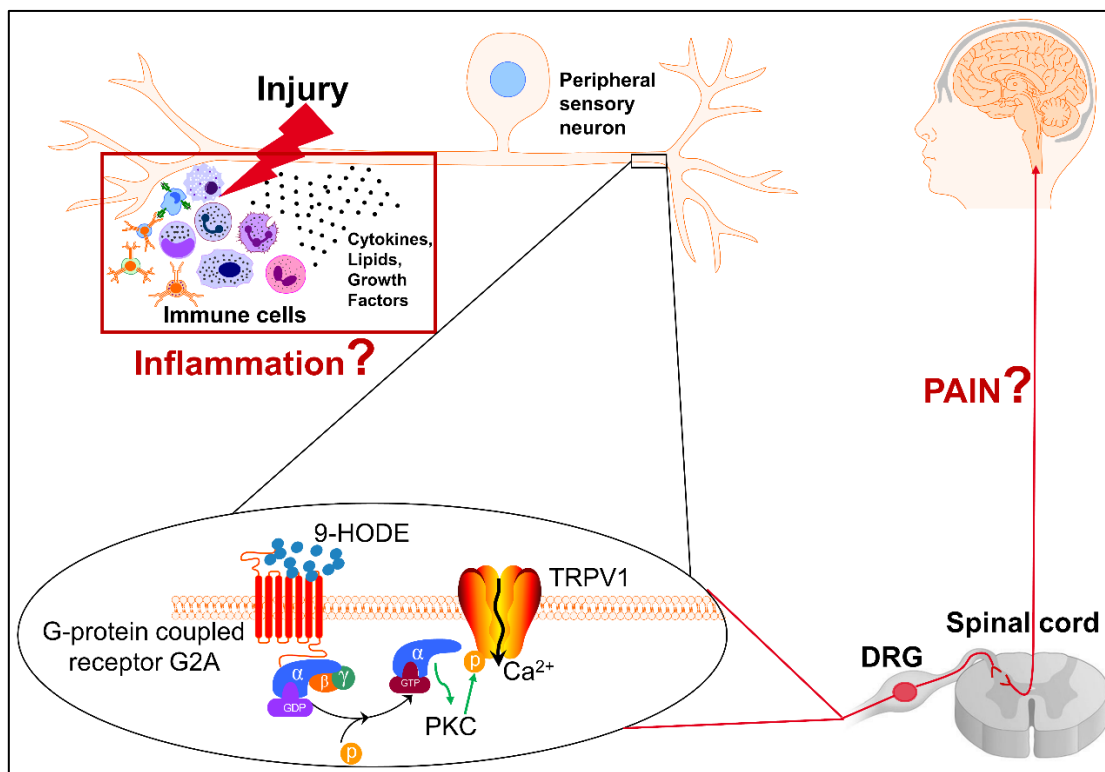 Injury
Peripheral
sensory
neuron
Cytokines,
Lipids,
Growth
Factors
Immune cells
Inflammation?
PAIN?
9-HODE
TRPV1
G-protein coupled
receptor G2A
α
β
γ
GDP
α
GTP
p
Ca²⁺
PKC
p
DRG
Spinal cord